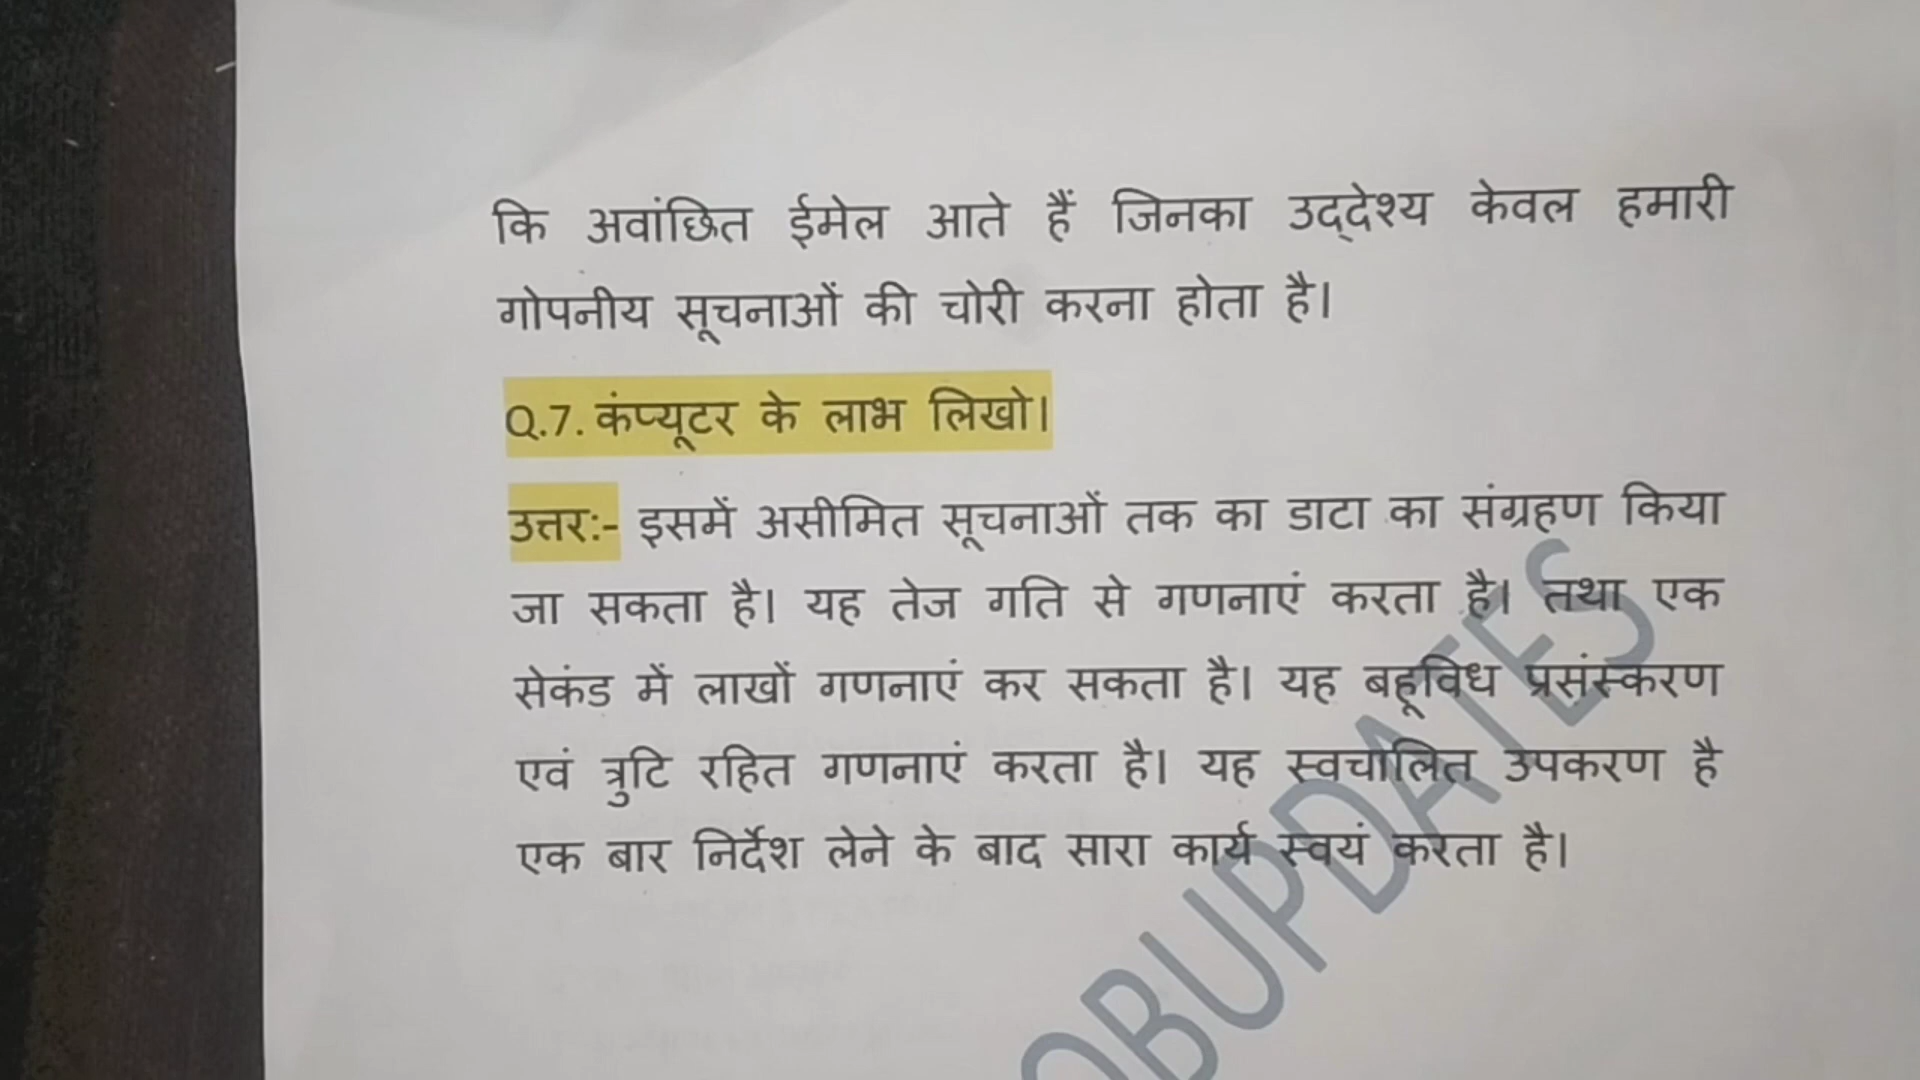 कि अवांछित ईमेल आते हैं जिनका उद्देश्य केवल हमारी
गोपनीय सूचनाओं की चोरी करना होता है।
Q.7. कंप्यूटर के लाभ लिखो।
उत्तर:- इसमें असीमित सूचनाओं तक का डाटा का संग्रहण किया
जा सकता है। यह तेज गति से गणनाएं करता है। तथा एक
सेकंड में लाखों गणनाएं कर सकता है। यह बहूविध प्रसंस्करण
एवं त्रुटि रहित गणनाएं करता है। यह स्वचालित उपकरण है
एक बार निर्देश लेने के बाद सारा कार्य स्वयं करता है।
OBUPDATES